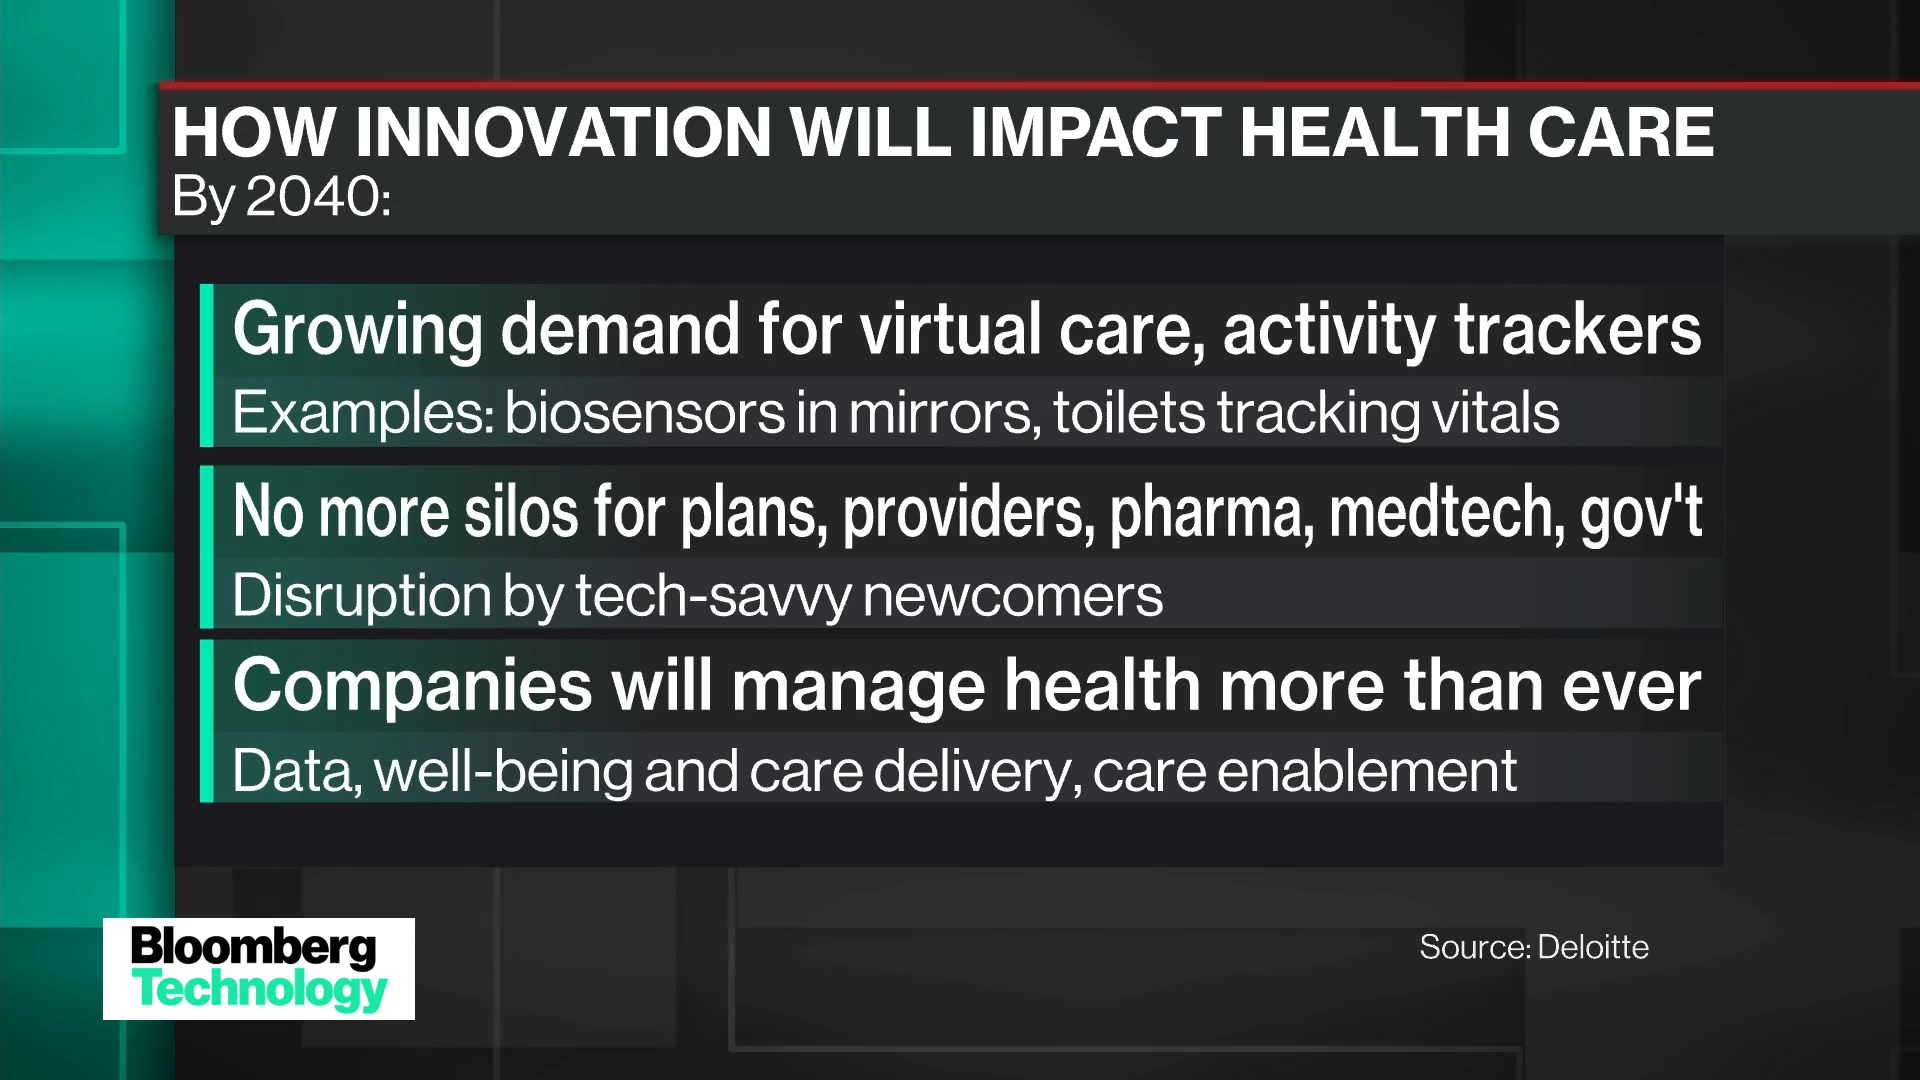 HOW INNOVATION WILL IMPACT HEALTH CARE
By 2040:
Growing demand for virtual care, activity trackers
Examples: biosensors in mirrors, toilets tracking vitals
No more silos for plans, providers, pharma, medtech, gov't
Disruption by tech-savvy newcomers
Companies will manage health more than ever
Data, well-being and care delivery, care enablement
Bloomberg
Technology
Source: Deloitte